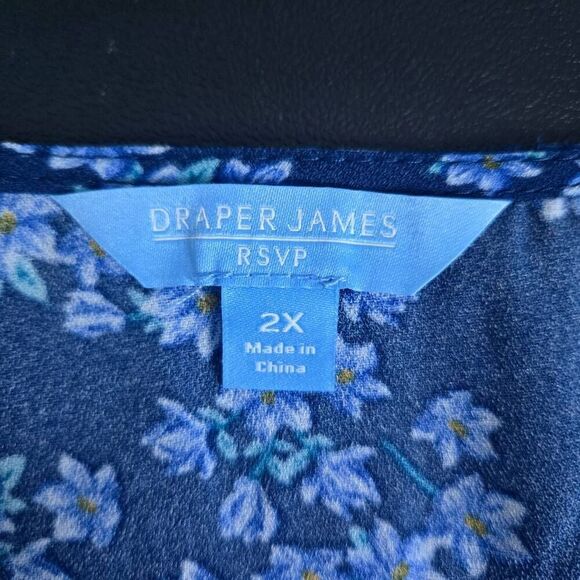 DRAPER JAMES
RSVP
2X
Made in
China